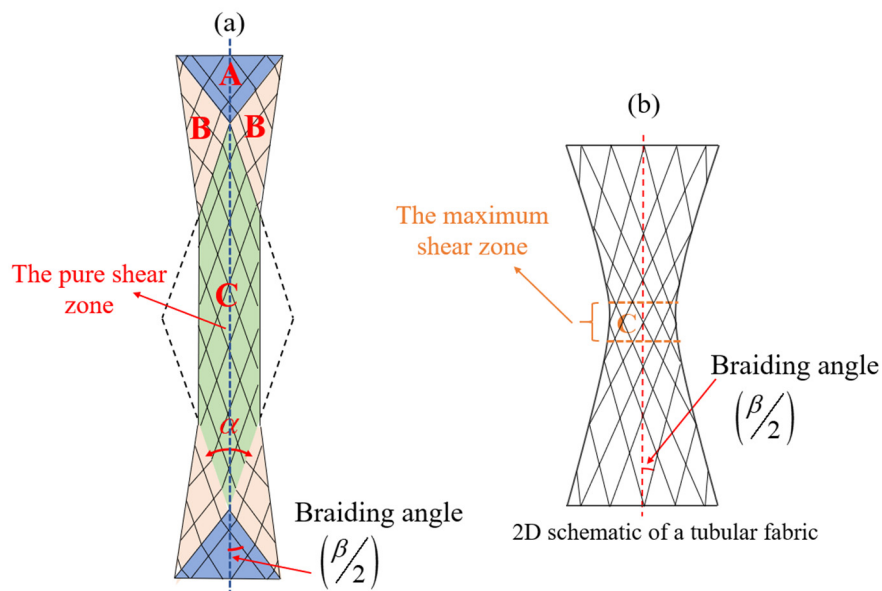 (a)
A
B
B
The pure shear
zone
C
α
Braiding angle
(β/2)
(b)
The maximum
shear zone
C
Braiding angle
(β/2)
2D schematic of a tubular fabric